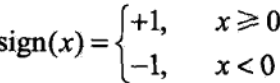 sign(x) = { +1, x ⩾ 0
−1, x < 0